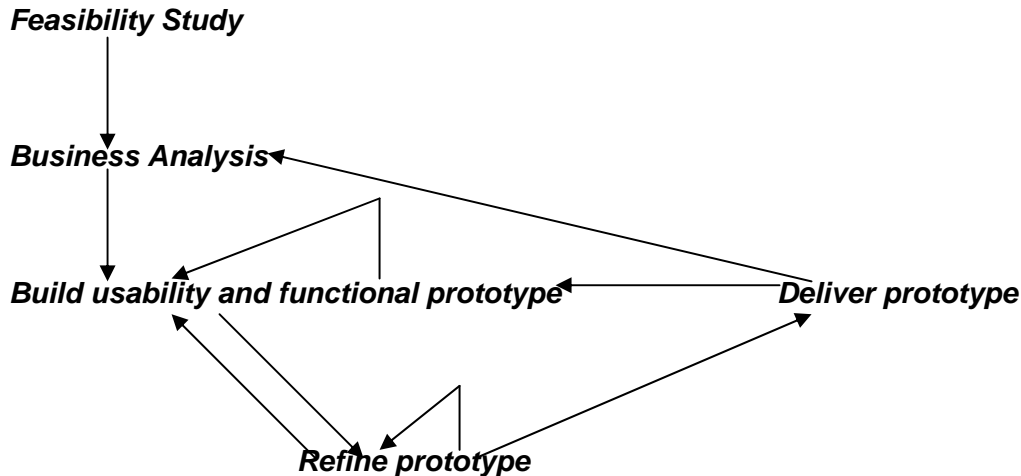 Feasibility Study
Business Analysis
Build usability and functional prototype
Deliver prototype
Refine prototype